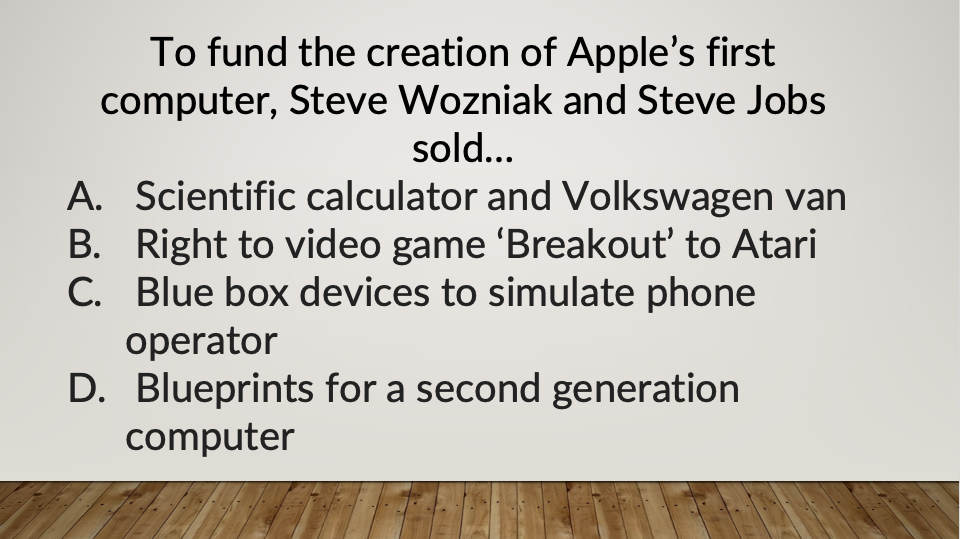 To fund the creation of Apple’s first
computer, Steve Wozniak and Steve Jobs
sold…
A. Scientific calculator and Volkswagen van
B. Right to video game ‘Breakout’ to Atari
C. Blue box devices to simulate phone
operator
D. Blueprints for a second generation
computer